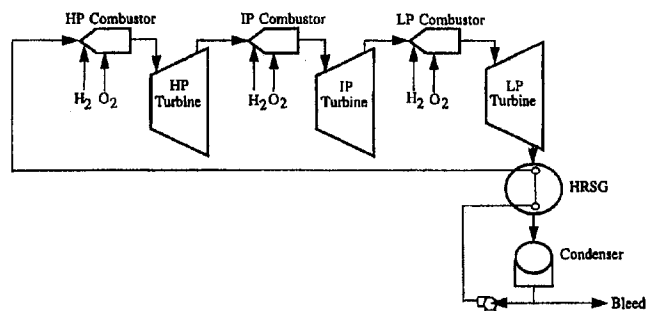 HP Combustor
IP Combustor
LP Combustor
H2 O2
HP
Turbine
H2 O2
IP
Turbine
H2 O2
LP
Turbine
HRSG
Condenser
Bleed